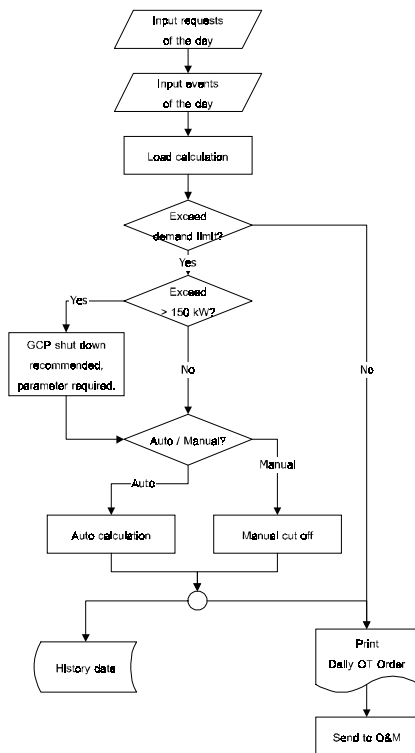 Input requests
of the day
Input events
of the day
Load calculation
Exceed
demand limit?
Yes
Exceed
> 150 kW?
Yes
GCP shut down
recommended,
parameter required.
No
No
Auto / Manual?
Manual
Auto
Auto calculation
Manual cut off
History data
Print
Daily OT Order
Send to O&M